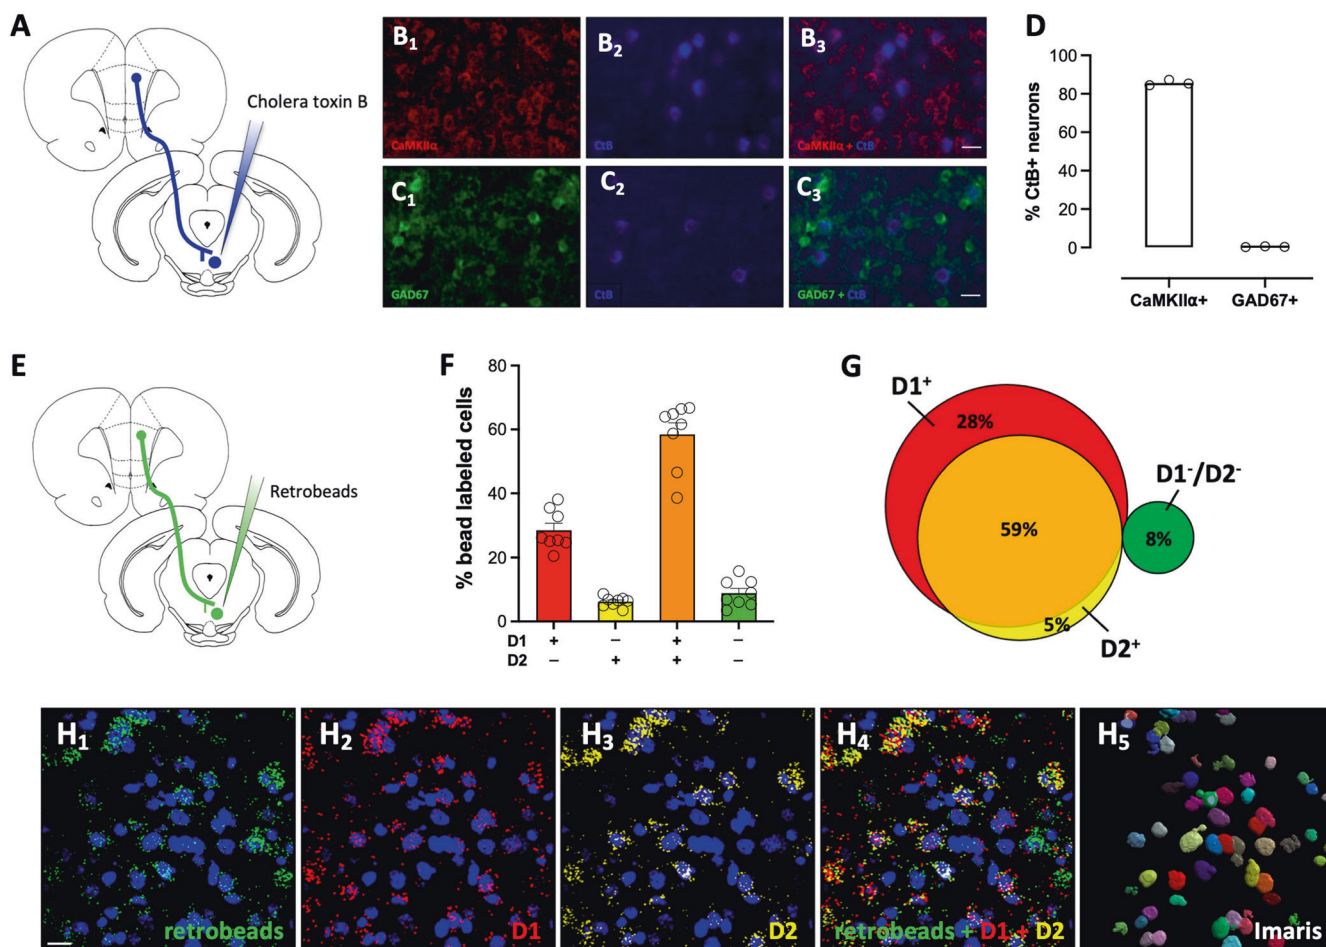 A
Cholera toxin B
B1
CaMKIIα
B2
CtB
B3
CaMKIIα + CtB
C1
GAD67
C2
CtB
C3
GAD67 + CtB
D
% CtB+ neurons
80
60
40
20
0
CaMKIIα+
GAD67+
E
Retrobeads
F
% bead labeled cells
80
60
40
20
0
D1 + – + –
D2 – + + –
G
D1+
28%
59%
5%
D2+
D1-/D2-
8%
H1
retrobeads
H2
D1
H3
D2
H4
retrobeads + D1 + D2
H5
Imaris